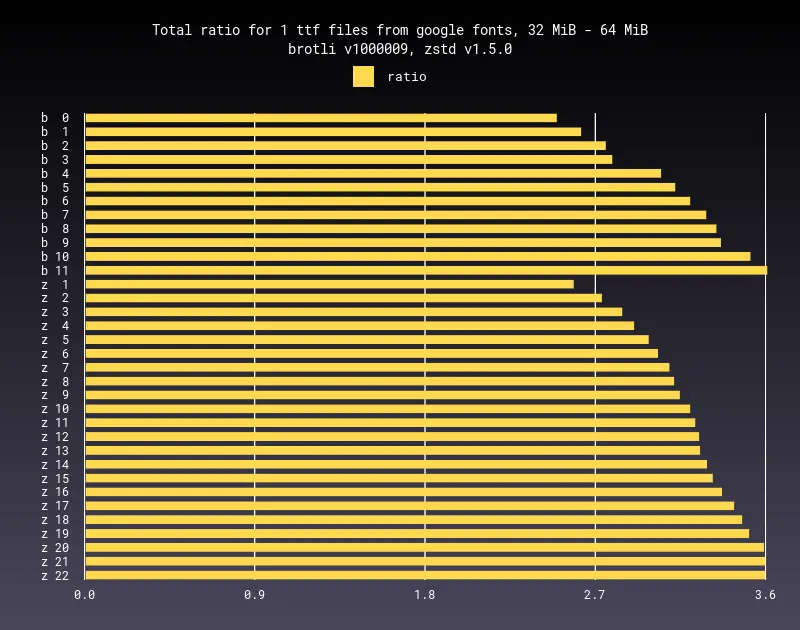 Total ratio for 1 ttf files from google fonts, 32 MiB - 64 MiB
brotli v1000009, zstd v1.5.0
ratio
b 0
b 1
b 2
b 3
b 4
b 5
b 6
b 7
b 8
b 9
b 10
b 11
z 1
z 2
z 3
z 4
z 5
z 6
z 7
z 8
z 9
z 10
z 11
z 12
z 13
z 14
z 15
z 16
z 17
z 18
z 19
z 20
z 21
z 22
0.0 0.9 1.8 2.7 3.6